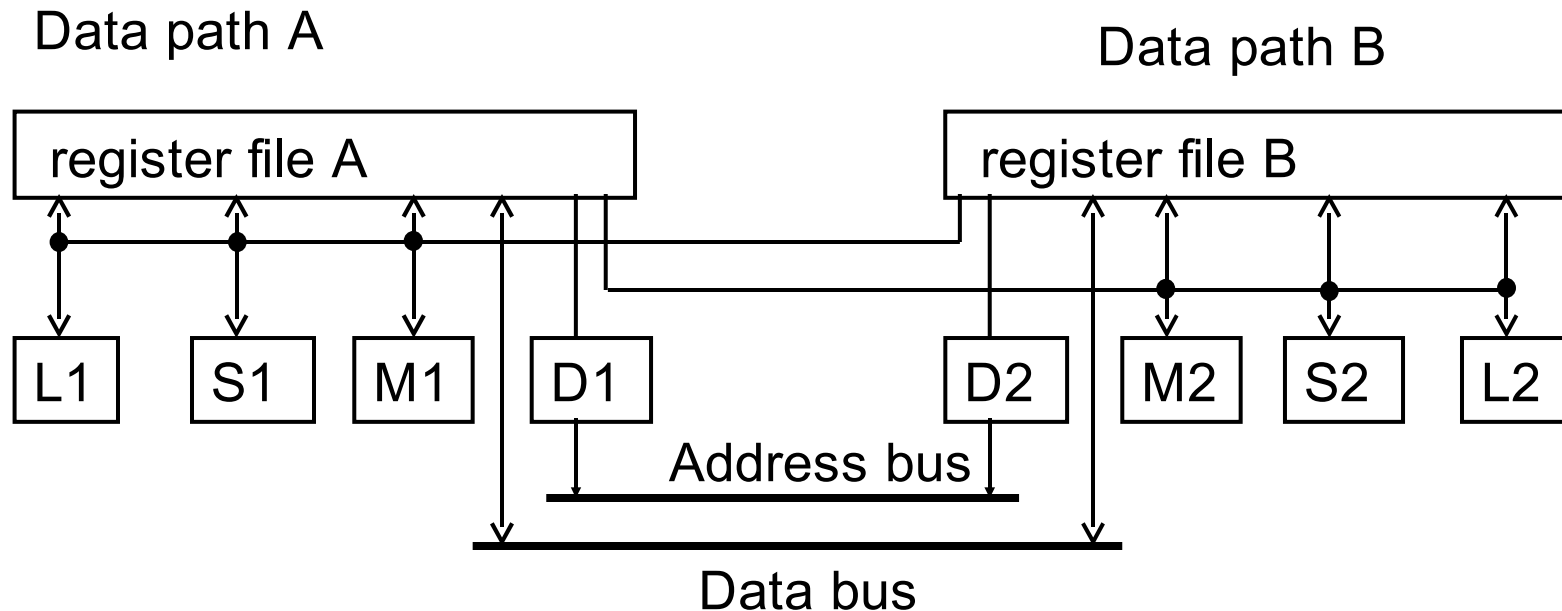 Data path A
Data path B
register file A
register file B
L1
S1
M1
D1
D2
M2
S2
L2
Address bus
Data bus